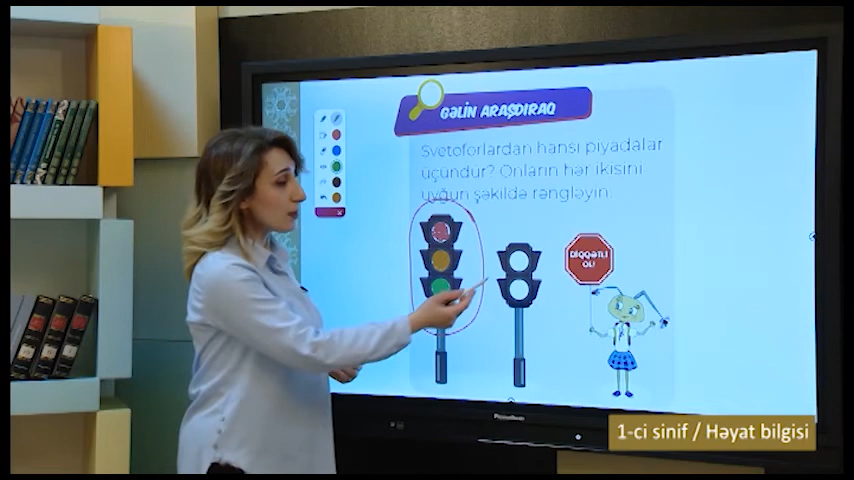 GƏLİN ARAŞDIRAQ
Svetoforlardan hansı piyadalar
üçündür? Onların hər ikisini
uyğun şəkildə rəngləyin.
DİQQƏTLİ
OL!
1-ci sinif / Həyat bilgisi